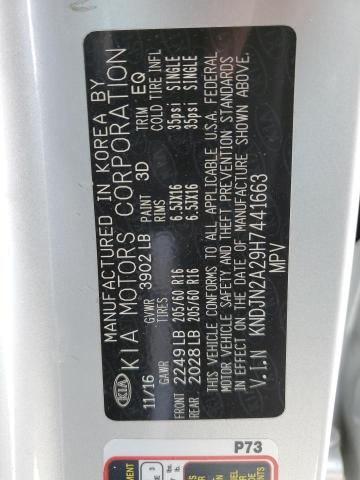 MANUFACTURED IN KOREA BY
KIA KIA MOTORS CORPORATION
11/16 GVWR 3902 LB PAINT 3D TRIM EQ
GAWR TIRES RIMS COLD TIRE INFL
FRONT 2249 LB 205/60 R16 6.5JX16 35psi SINGLE
REAR 2028 LB 205/60 R16 6.5JX16 35psi SINGLE
THIS VEHICLE CONFORMS TO ALL APPLICABLE U.S.A. FEDERAL
MOTOR VEHICLE SAFETY AND THEFT PREVENTION STANDARDS
IN EFFECT ON THE DATE OF MANUFACTURE SHOWN ABOVE.
V.I.N KNDJN2A29H7441663
MPV
P73